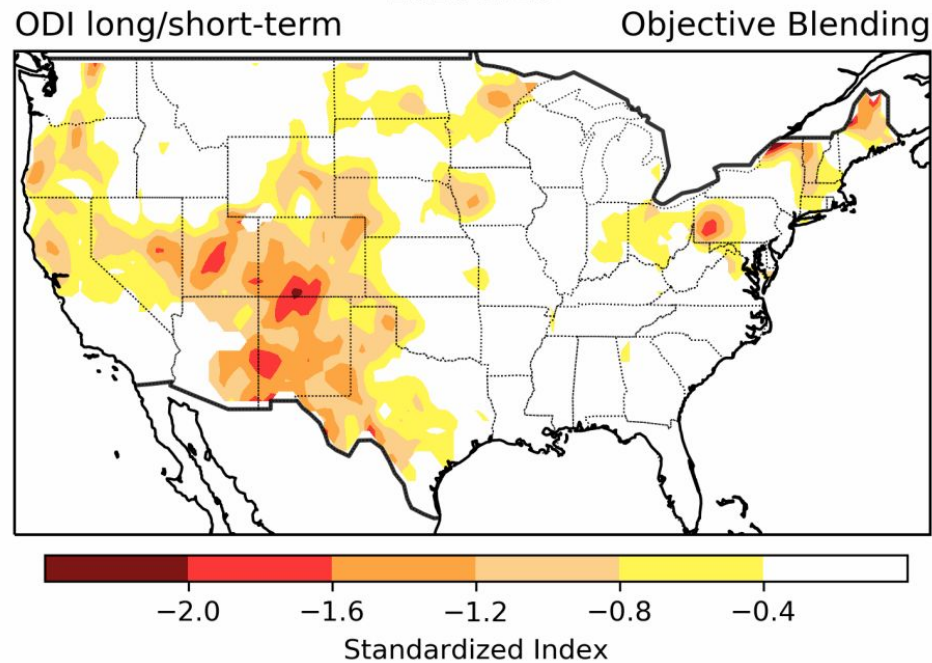 ODI long/short-term Objective Blending
−2.0 −1.6 −1.2 −0.8 −0.4
Standardized Index